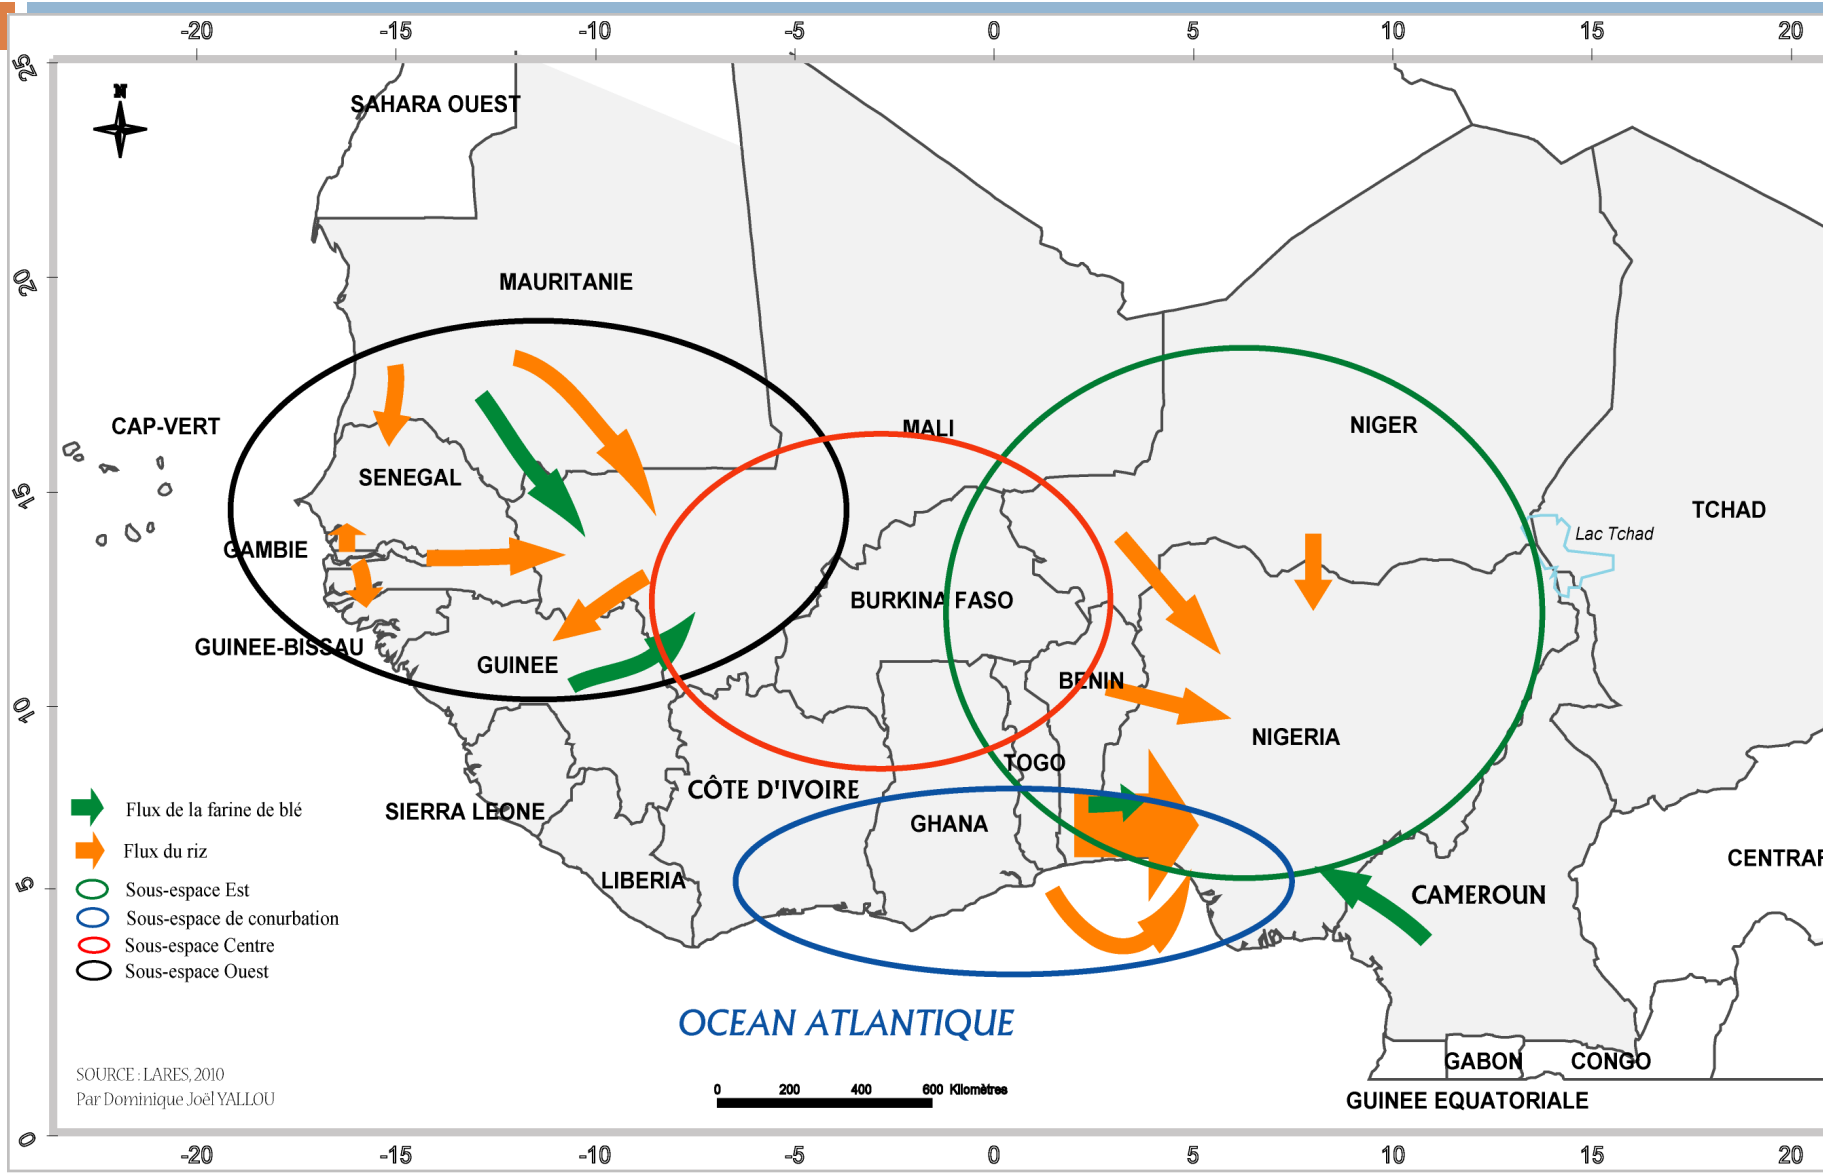 -20 -15 -10 -5 0 5 10 15 20
25
N
SAHARA OUEST
20
MAURITANIE
CAP-VERT
MALI
NIGER
SENEGAL
15
TCHAD
Lac Tchad
GAMBIE
BURKINA FASO
GUINEE-BISSAU
GUINEE
BENIN
10
NIGERIA
TOGO
CÔTE D'IVOIRE
SIERRA LEONE
GHANA
Flux de la farine de blé
Flux du riz
CENTRAF
LIBERIA
5
CAMEROUN
Sous-espace Est
Sous-espace de conurbation
Sous-espace Centre
Sous-espace Ouest
OCEAN ATLANTIQUE
GABON CONGO
SOURCE : LARES, 2010
Par Dominique Joël YALLOU
0 200 400 600 Kilomètres
GUINEE EQUATORIALE
0
-20 -15 -10 -5 0 5 10 15 20